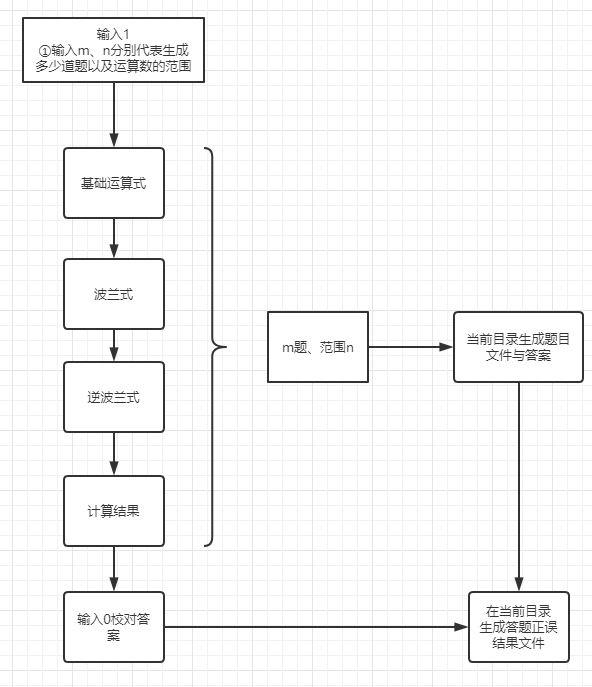 输入1
①输入m、n分别代表生成
多少道题以及运算数的范围
基础运算式
波兰式
逆波兰式
计算结果
输入0校对答
案
m题、范围n
当前目录生成题目
文件与答案
在当前目录
生成答题正误
结果文件